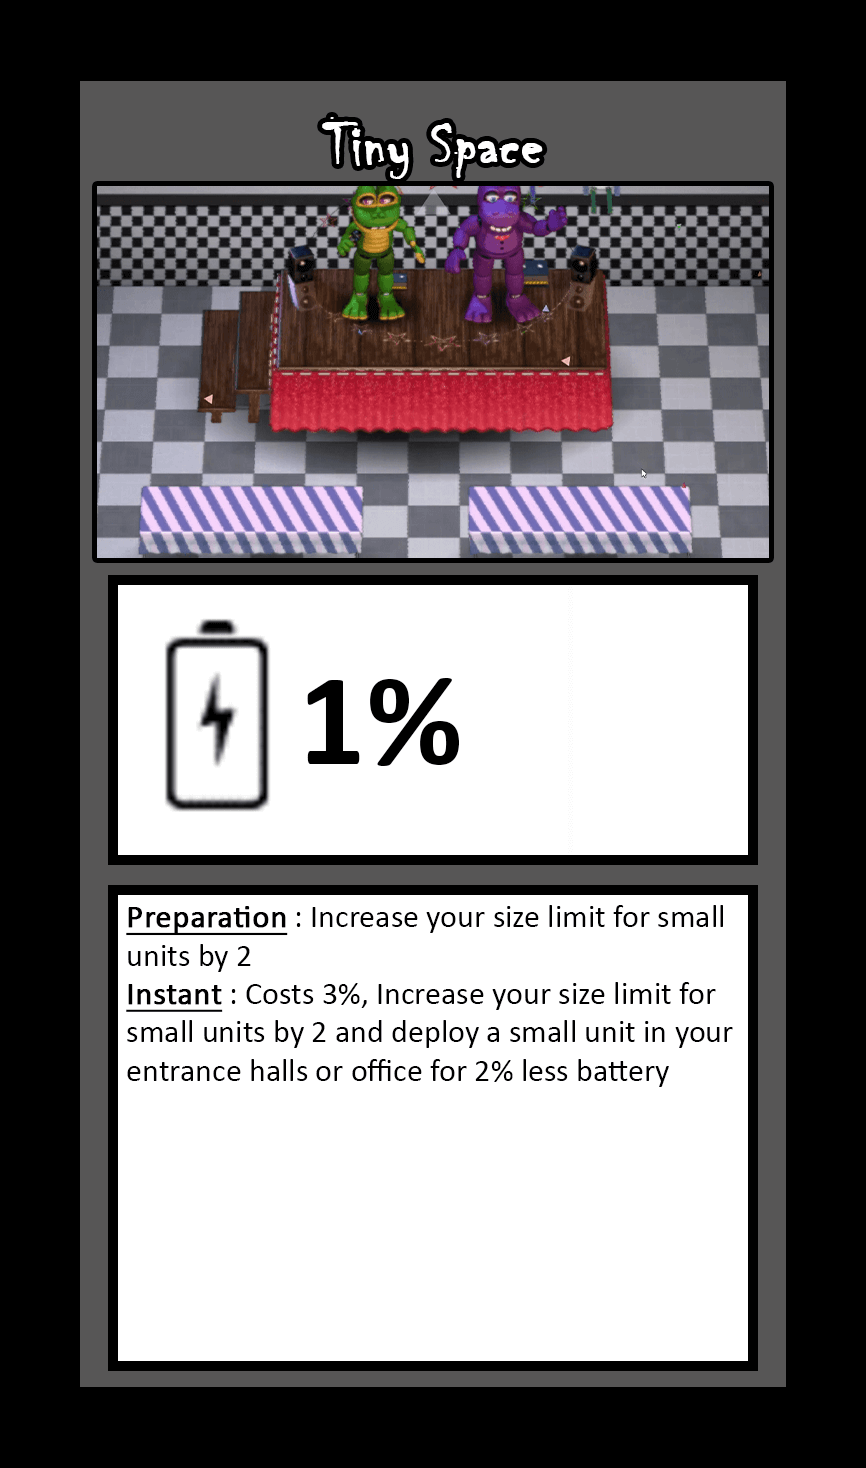 Tiny Space
1%
Preparation : Increase your size limit for small
units by 2
Instant : Costs 3%, Increase your size limit for
small units by 2 and deploy a small unit in your
entrance halls or office for 2% less battery